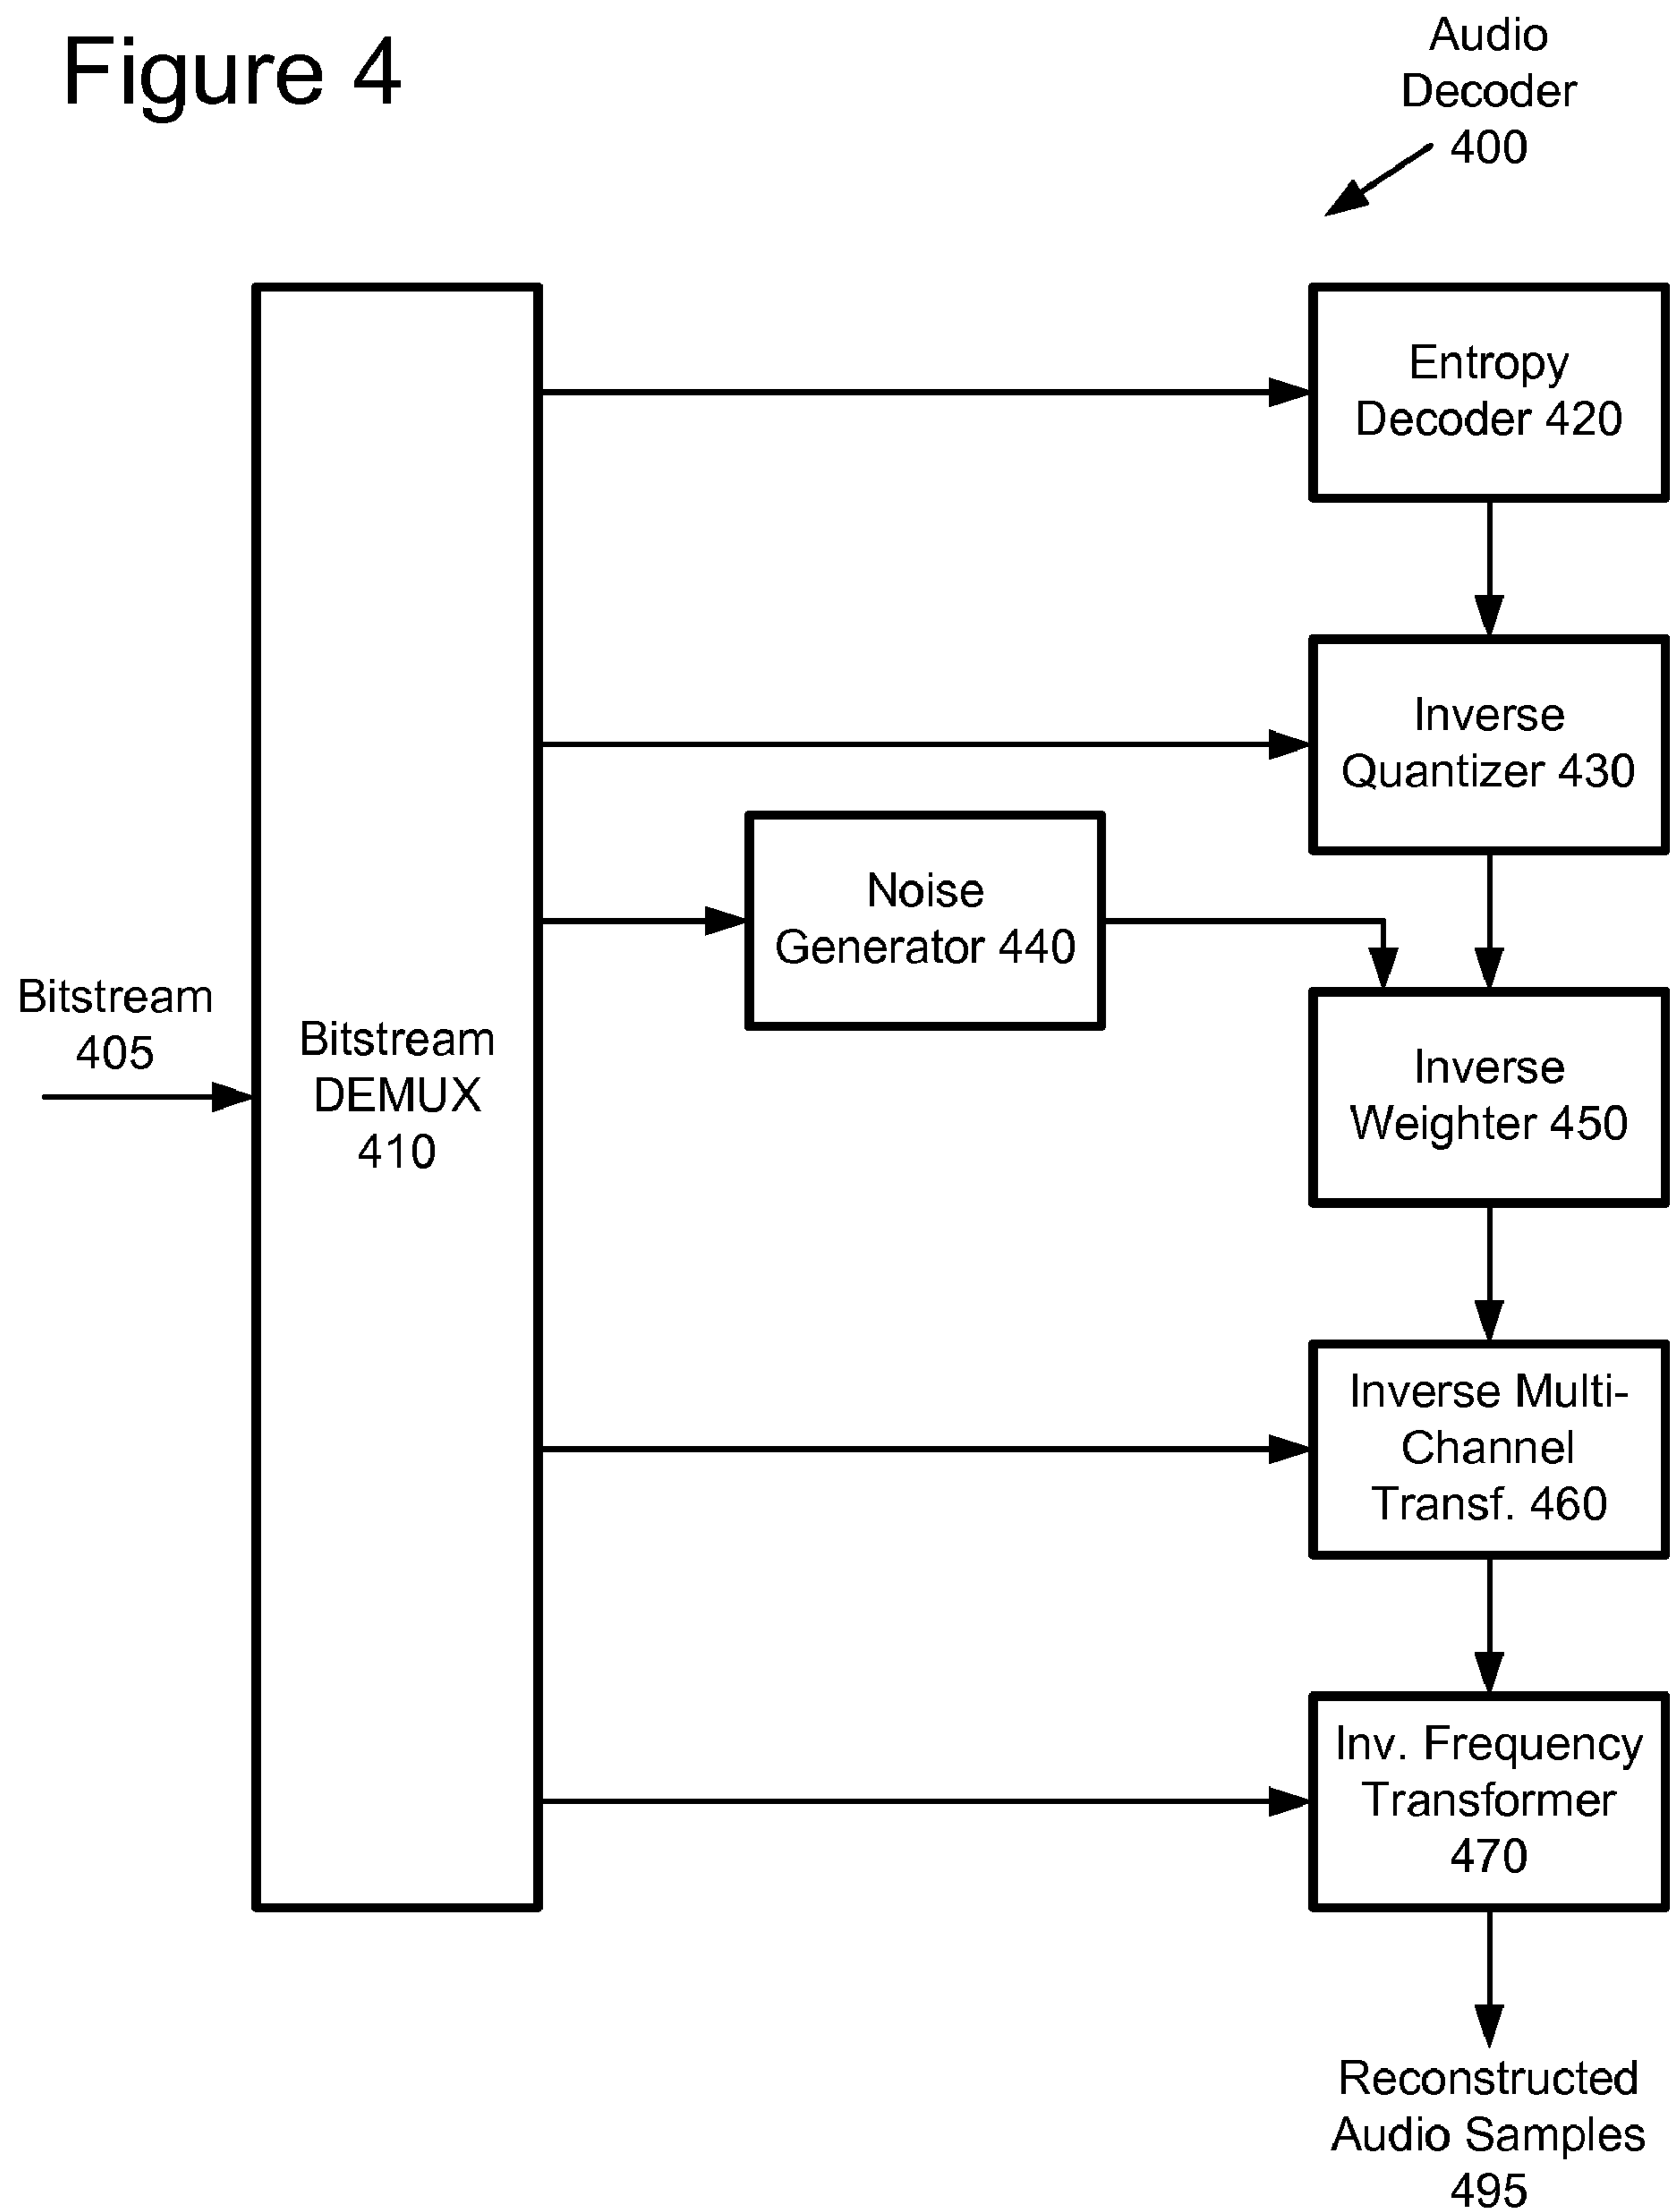 Figure 4
Audio
Decoder
400
Entropy
Decoder 420
Inverse
Quantizer 430
Noise
Generator 440
Bitstream
405
Bitstream
DEMUX
410
Inverse
Weighter 450
Inverse Multi-
Channel
Transf. 460
Inv. Frequency
Transformer
470
Reconstructed
Audio Samples
495